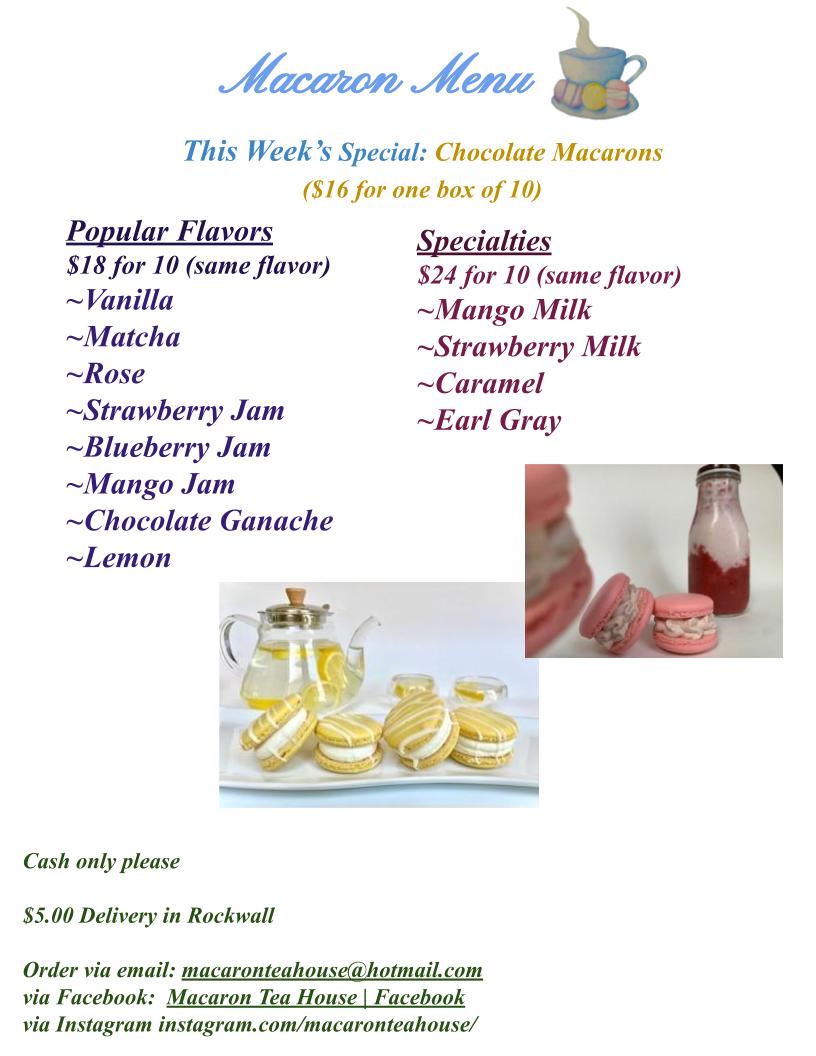 Macaron Menu
This Week's Special: Chocolate Macarons
($16 for one box of 10)
Popular Flavors
$18 for 10 (same flavor)
~Vanilla
~Matcha
~Rose
~Strawberry Jam
~Blueberry Jam
~Mango Jam
~Chocolate Ganache
~Lemon
Specialties
$24 for 10 (same flavor)
~Mango Milk
~Strawberry Milk
~Caramel
~Earl Gray
Cash only please
$5.00 Delivery in Rockwall
Order via email: macaronteahouse@hotmail.com
via Facebook: Macaron Tea House | Facebook
via Instagram instagram.com/macaronteahouse/